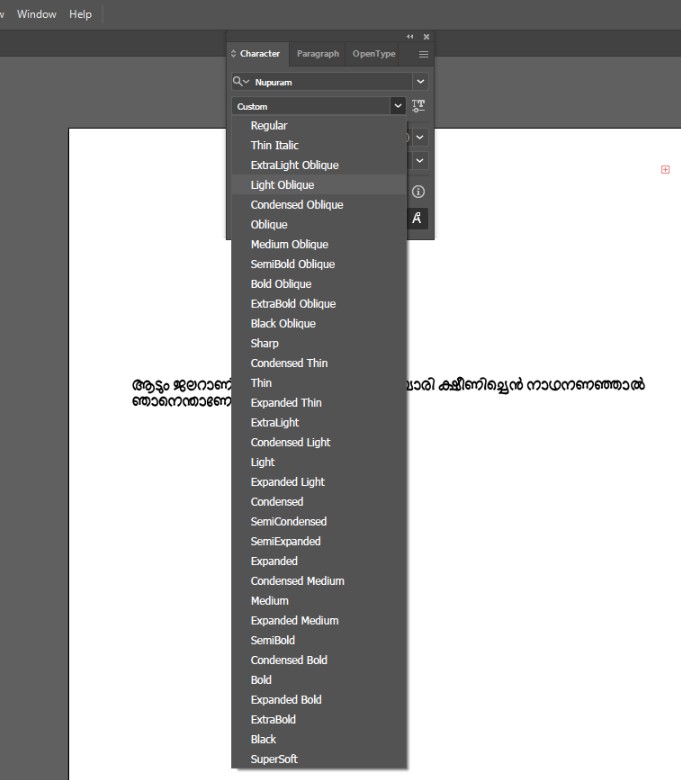 Window Help
Character Paragraph OpenType
Nupuram
Custom
Regular
Thin Italic
ExtraLight Oblique
Light Oblique
Condensed Oblique
Oblique
Medium Oblique
SemiBold Oblique
Bold Oblique
ExtraBold Oblique
Black Oblique
Sharp
Condensed Thin
Thin
Expanded Thin
ExtraLight
Condensed Light
Light
Expanded Light
Condensed
SemiCondensed
SemiExpanded
Expanded
Condensed Medium
Medium
Expanded Medium
SemiBold
Condensed Bold
Bold
Expanded Bold
ExtraBold
Black
SuperSoft
ആടും ക്ഷീണിച്ചെൻ നാഥനണഞ്ഞാൽ